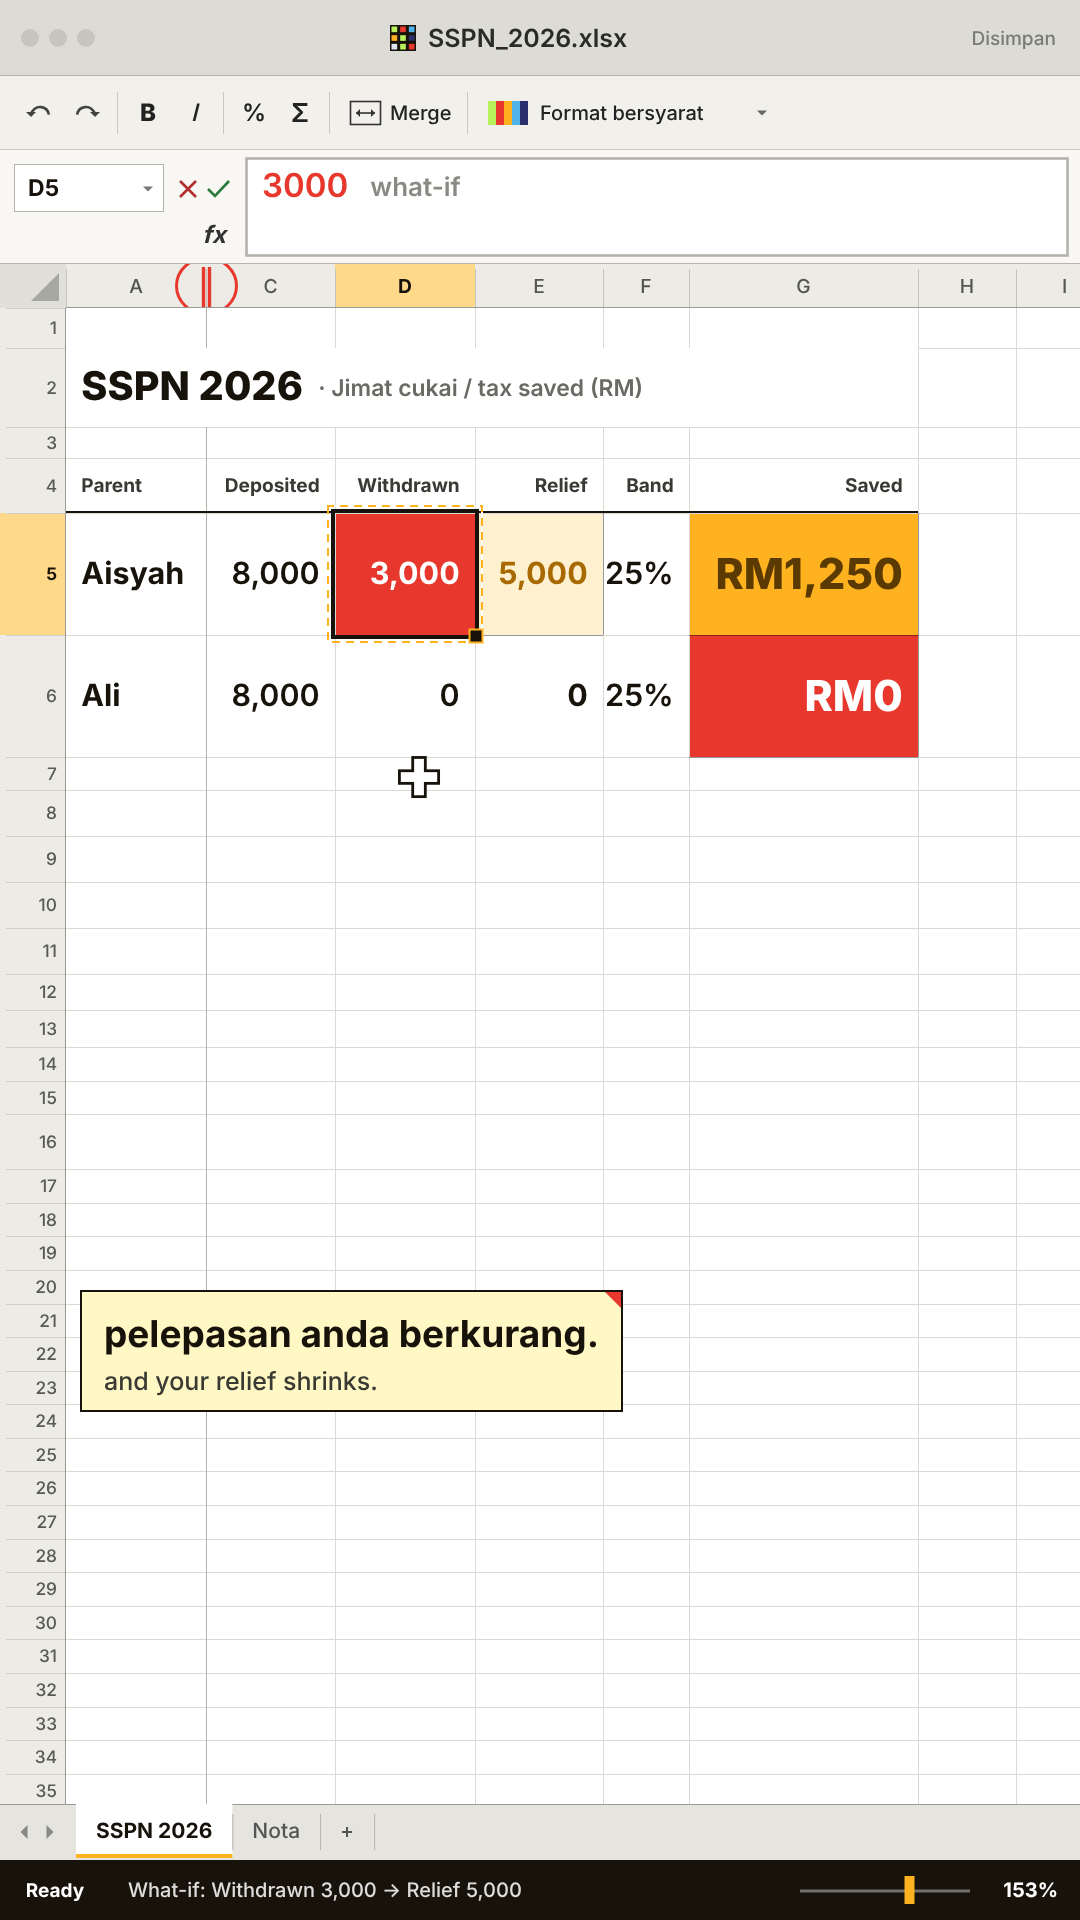 SSPN_2026.xlsx
Disimpan
B I % Σ Merge Format bersyarat
D5
3000 what-if
fx
A C D E F G H I
1
2 SSPN 2026 · Jimat cukai / tax saved (RM)
3
4 Parent Deposited Withdrawn Relief Band Saved
5 Aisyah 8,000 3,000 5,000 25% RM1,250
6 Ali 8,000 0 0 25% RM0
7
8
9
10
11
12
13
14
15
16
17
18
19
20
21
pelepasan anda berkurang.
22
23
and your relief shrinks.
24
25
26
27
28
29
30
31
32
33
34
35
SSPN 2026 Nota +
Ready What-if: Withdrawn 3,000 → Relief 5,000 153%